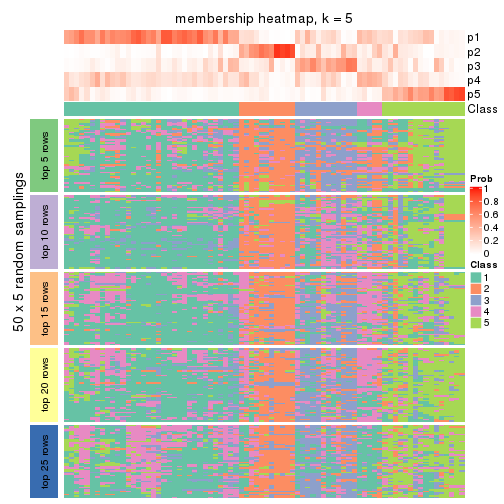 membership heatmap, k = 5
p1
p2
p3
p4
p5
Class
50 x 5 random samplings
top 5 rows
top 10 rows
top 15 rows
top 20 rows
top 25 rows
Prob
1
0.8
0.6
0.4
0.2
0
Class
1
2
3
4
5